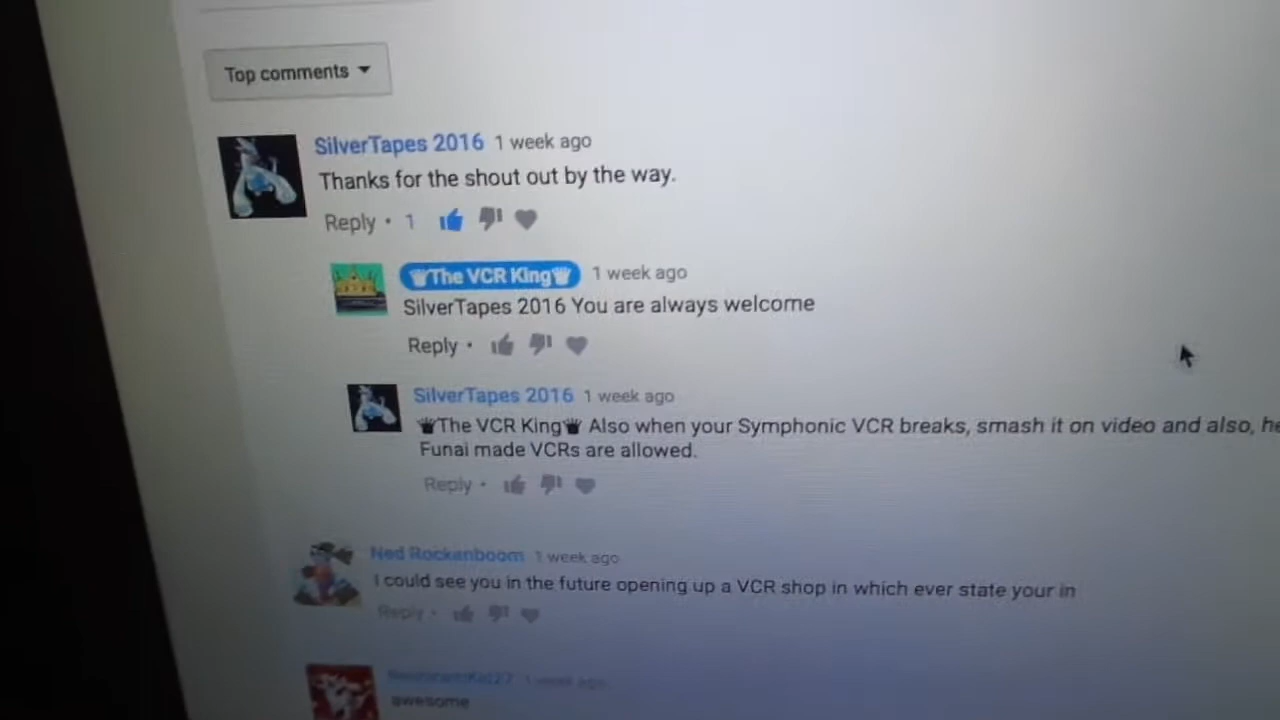 Top comments
SilverTapes 2016 1 week ago
Thanks for the shout out by the way.
Reply • 1
♛The VCR King♛ 1 week ago
SilverTapes 2016 You are always welcome
Reply •
SilverTapes 2016 1 week ago
♛The VCR King♛ Also when your Symphonic VCR breaks, smash it on video and also,
Funai made VCRs are allowed.
Reply •
Ned Rockenboom 1 week ago
I could see you in the future opening up a VCR shop in which ever state your in
Reply •
1 week ago
awesome